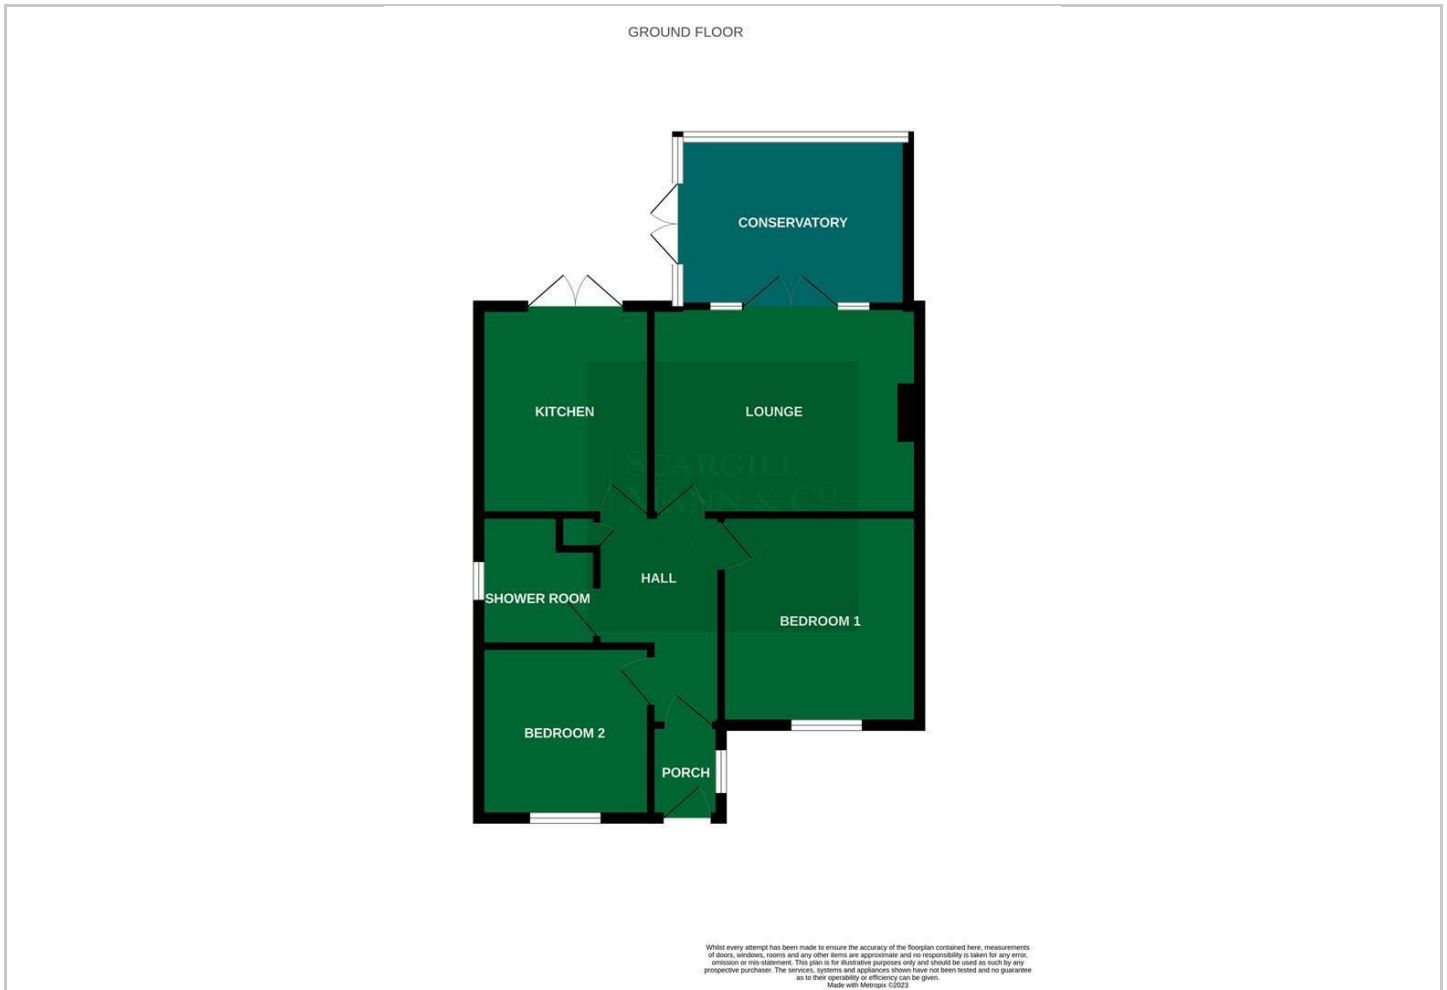 GROUND FLOOR
CONSERVATORY
KITCHEN
LOUNGE
SCARGILL
MANN & Co
HALL
SHOWER ROOM
BEDROOM 1
BEDROOM 2
PORCH
Whilst every attempt has been made to ensure the accuracy of the floorplan contained here, measurements
of doors, windows, rooms and any other items are approximate and no responsibility is taken for any error,
omission or mis-statement. This plan is for illustrative purposes only and should be used as such by any
prospective purchaser. The services, systems and appliances shown have not been tested and no guarantee
as to their operability or efficiency can be given.
Made with Metropix ©2023